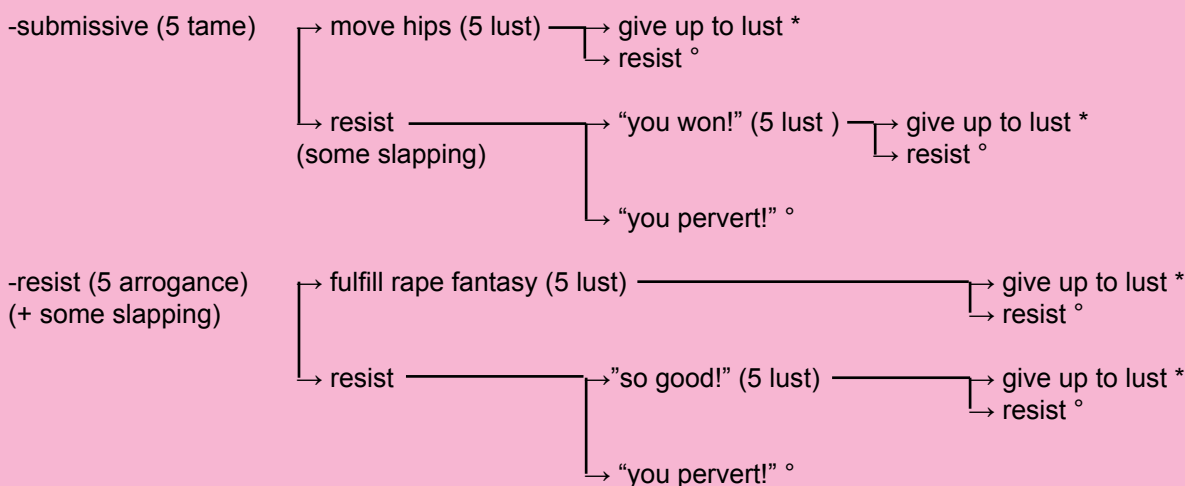 -submissive (5 tame) → move hips (5 lust) → give up to lust *
→ resist °
→ resist → “you won!” (5 lust ) → give up to lust *
(some slapping) → resist °
→ “you pervert!” °
-resist (5 arrogance) → fulfill rape fantasy (5 lust) → give up to lust *
(+ some slapping) → resist °
→ resist →”so good!” (5 lust) → give up to lust *
→ resist °
→ “you pervert!” °